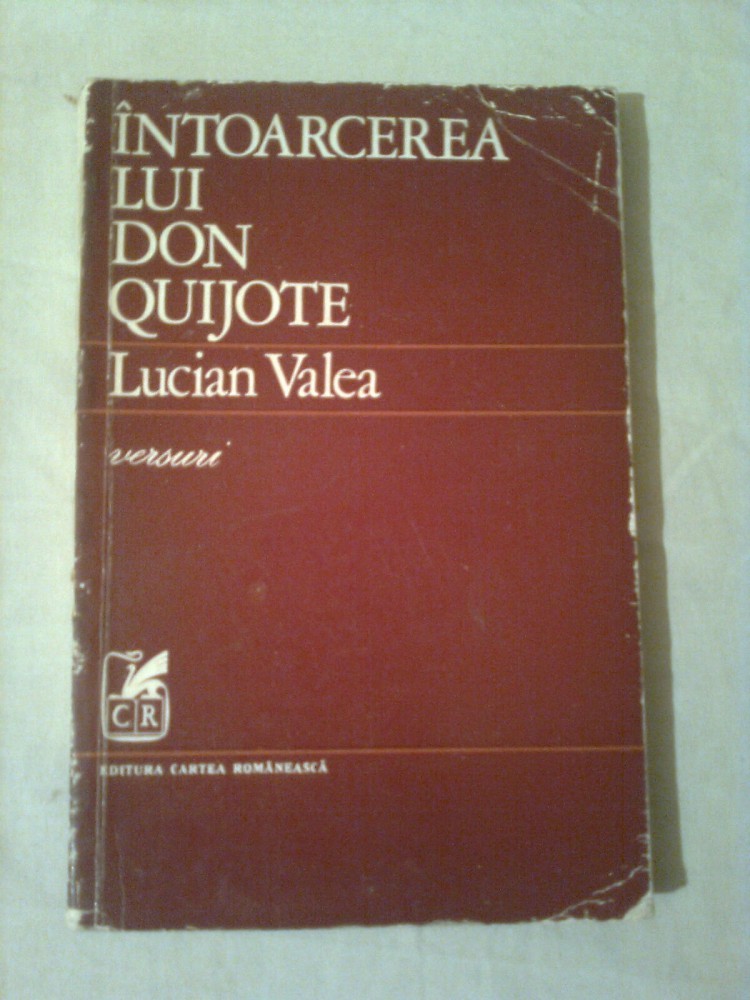 ÎNTOARCEREA
LUI
DON
QUIJOTE
Lucian Valea
versuri
CR
EDITURA CARTEA ROMÂNEASCĂ